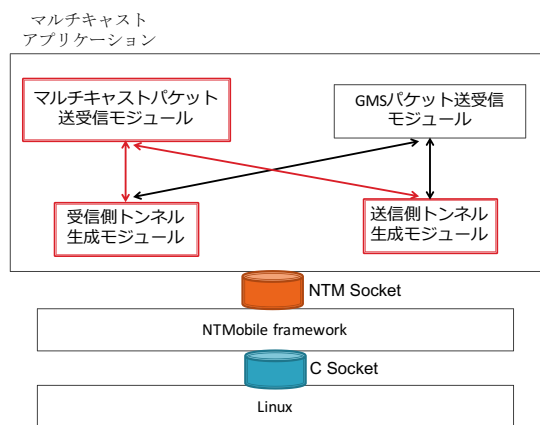 マルチキャスト
アプリケーション
マルチキャストパケット
送受信モジュール
GMSパケット送受信
モジュール
受信側トンネル
生成モジュール
送信側トンネル
生成モジュール
NTM Socket
NTMobile framework
C Socket
Linux